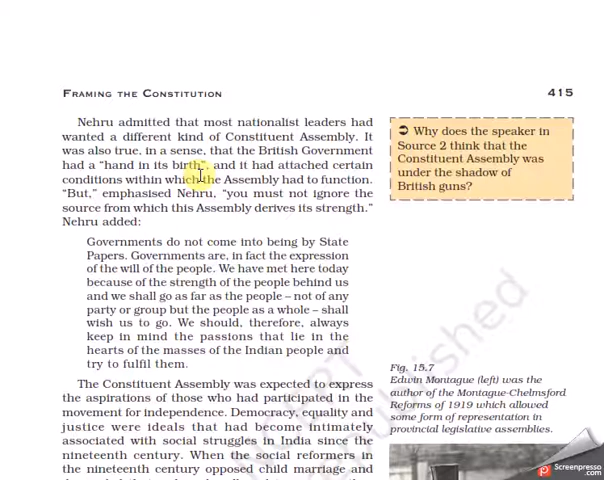 FRAMING THE CONSTITUTION
415
Nehru admitted that most nationalist leaders had
wanted a different kind of Constituent Assembly. It
was also true, in a sense, that the British Government
had a “hand in its birth”, and it had attached certain
conditions within which the Assembly had to function.
“But,” emphasised Nehru, “you must not ignore the
source from which this Assembly derives its strength.”
Nehru added:
Governments do not come into being by State
Papers. Governments are, in fact the expression
of the will of the people. We have met here today
because of the strength of the people behind us
and we shall go as far as the people – not of any
party or group but the people as a whole – shall
wish us to go. We should, therefore, always
keep in mind the passions that lie in the
hearts of the masses of the Indian people and
try to fulfil them.
The Constituent Assembly was expected to express
the aspirations of those who had participated in the
movement for independence. Democracy, equality and
justice were ideals that had become intimately
associated with social struggles in India since the
nineteenth century. When the social reformers in
the nineteenth century opposed child marriage and
➲ Why does the speaker in
Source 2 think that the
Constituent Assembly was
under the shadow of
British guns?
Fig. 15.7
Edwin Montague (left) was the
author of the Montague-Chelmsford
Reforms of 1919 which allowed
some form of representation in
provincial legislative assemblies.
Screenpresso